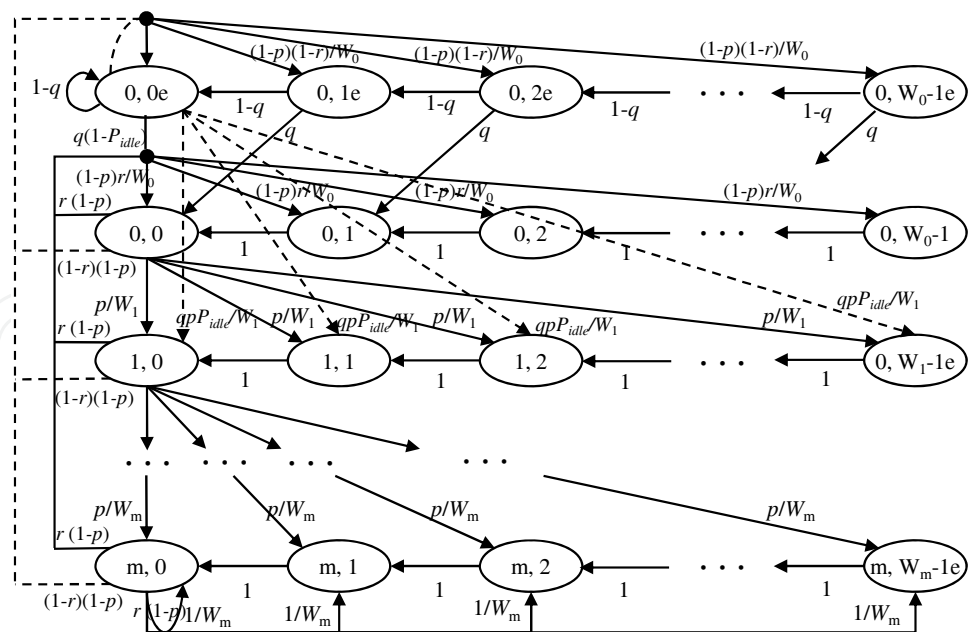 (1-p)(1-r)/W0 (1-p)(1-r)/W0 (1-p)(1-r)/W0
1-q 0, 0e 0, 1e 0, 2e · · · 0, W0-1e
1-q 1-q 1-q 1-q
q(1-Pidle) q q q
(1-p)r/W0 (1-p)r/W0 (1-p)r/W0
r (1-p)
0, 0 0, 1 0, 2 · · · 0, W0-1
1 1 1 1
(1-r)(1-p)
p/W1 qpPidle/W1 p/W1 qpPidle/W1 p/W1 qpPidle/W1 p/W1 qpPidle/W1
r (1-p)
1, 0 1, 1 1, 2 · · · 0, W1-1e
1 1 1 1
(1-r)(1-p)
· · · · · · · · · · · ·
p/Wm p/Wm p/Wm p/Wm
r (1-p)
m, 0 m, 1 m, 2 · · · m, Wm-1e
1 1 1 1
(1-r)(1-p) r (1-p) 1/Wm 1/Wm 1/Wm 1/Wm